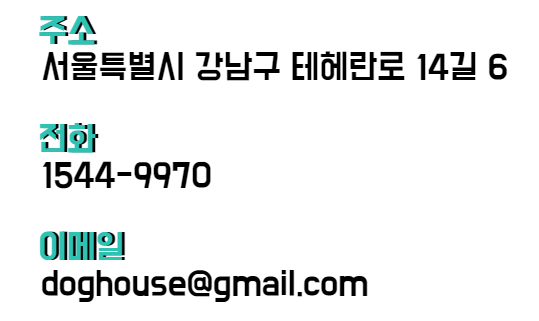 주소
서울특별시 강남구 테헤란로 14길 6
전화
1544-9970
이메일
doghouse@gmail.com